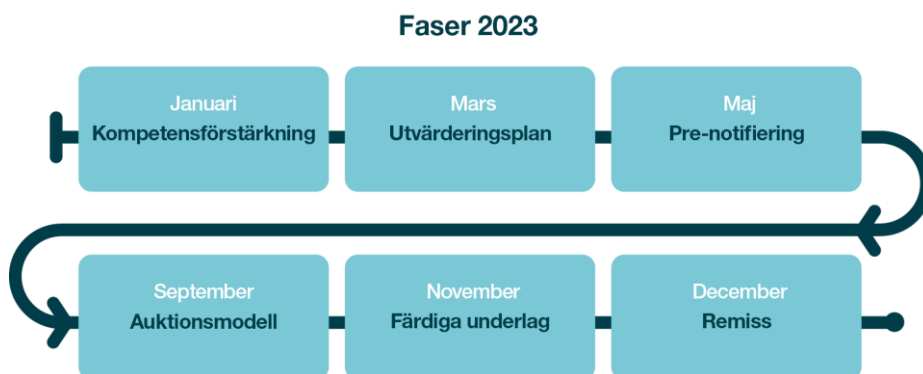 Faser 2023
Januari
Kompetensförstärkning
Mars
Utvärderingsplan
Maj
Pre-notifiering
September
Auktionsmodell
November
Färdiga underlag
December
Remiss